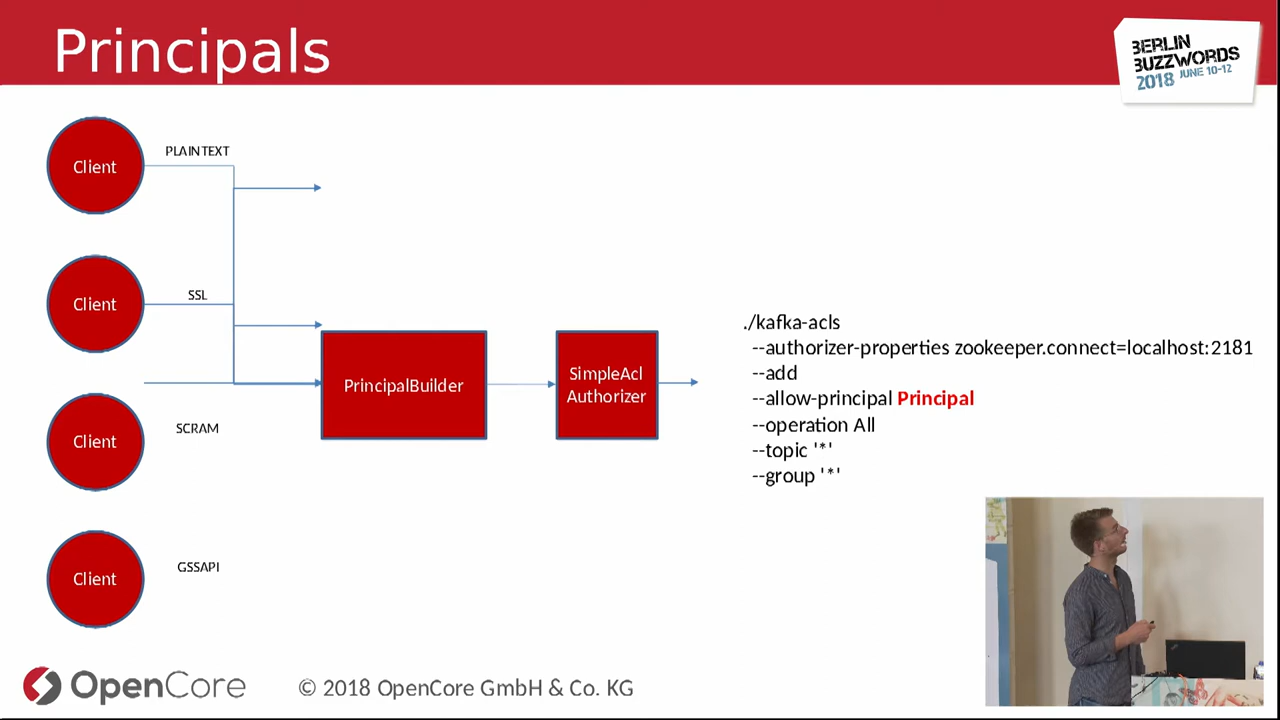 Principals
BERLIN
BUZZWORDS
2018 JUNE 10-12
Client
PLAINTEXT
Client
SSL
Client
SCRAM
Client
GSSAPI
PrincipalBuilder
SimpleAcl
Authorizer
./kafka-acls
--authorizer-properties zookeeper.connect=localhost:2181
--add
--allow-principal Principal
--operation All
--topic '*'
--group '*'
OpenCore
© 2018 OpenCore GmbH & Co. KG